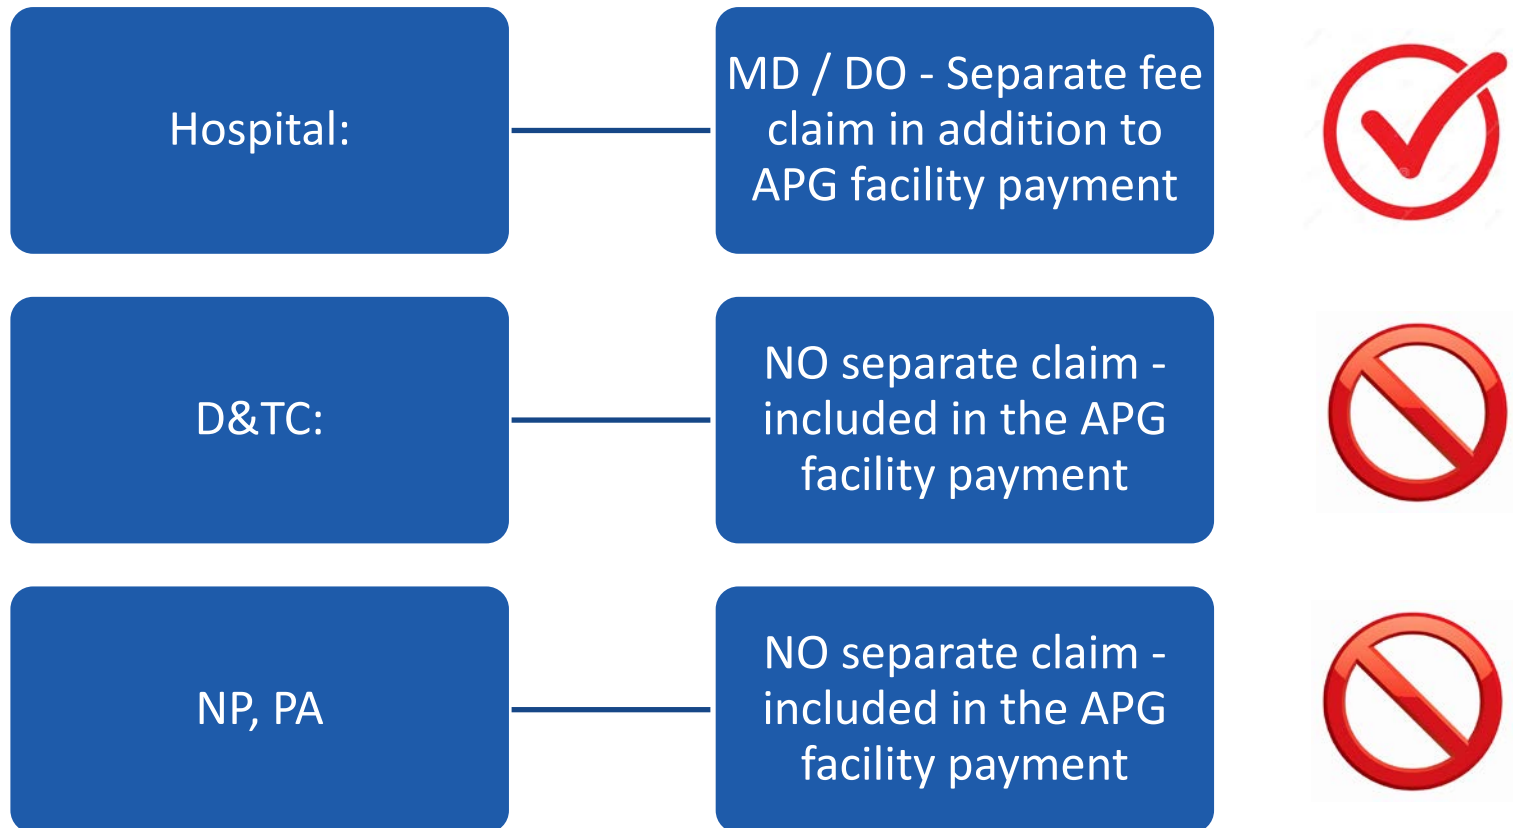 Hospital:
MD / DO - Separate fee
claim in addition to
APG facility payment
D&TC:
NO separate claim -
included in the APG
facility payment
NP, PA
NO separate claim -
included in the APG
facility payment